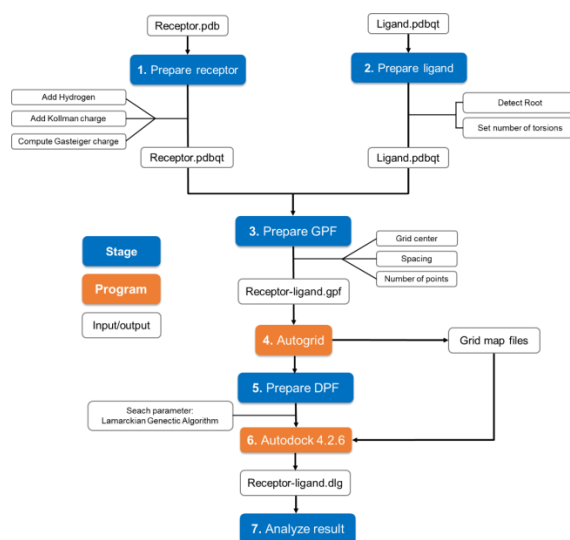 Receptor.pdb
Ligand.pdbqt
1. Prepare receptor
2. Prepare ligand
Add Hydrogen
Add Kollman charge
Compute Gasteiger charge
Detect Root
Set number of torsions
Receptor.pdbqt
Ligand.pdbqt
3. Prepare GPF
Grid center
Spacing
Number of points
Stage
Program
Input/output
Receptor-ligand.gpf
4. Autogrid
Grid map files
5. Prepare DPF
Seach parameter:
Lamarckian Genectic Algorithm
6. Autodock 4.2.6
Receptor-ligand.dlg
7. Analyze result